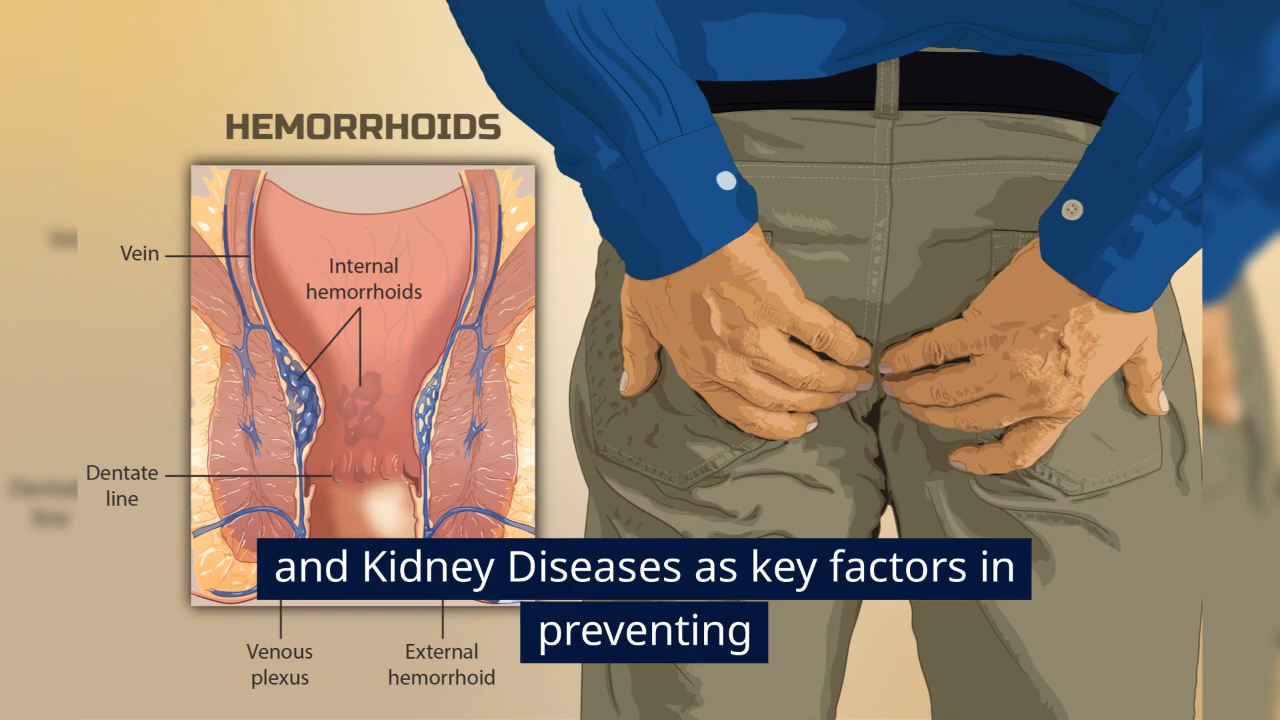 HEMORRHOIDS
Vein
Internal
hemorrhoids
Dentate
line
and Kidney Diseases as key factors in
preventing
Venous
plexus
External
hemorrhoid